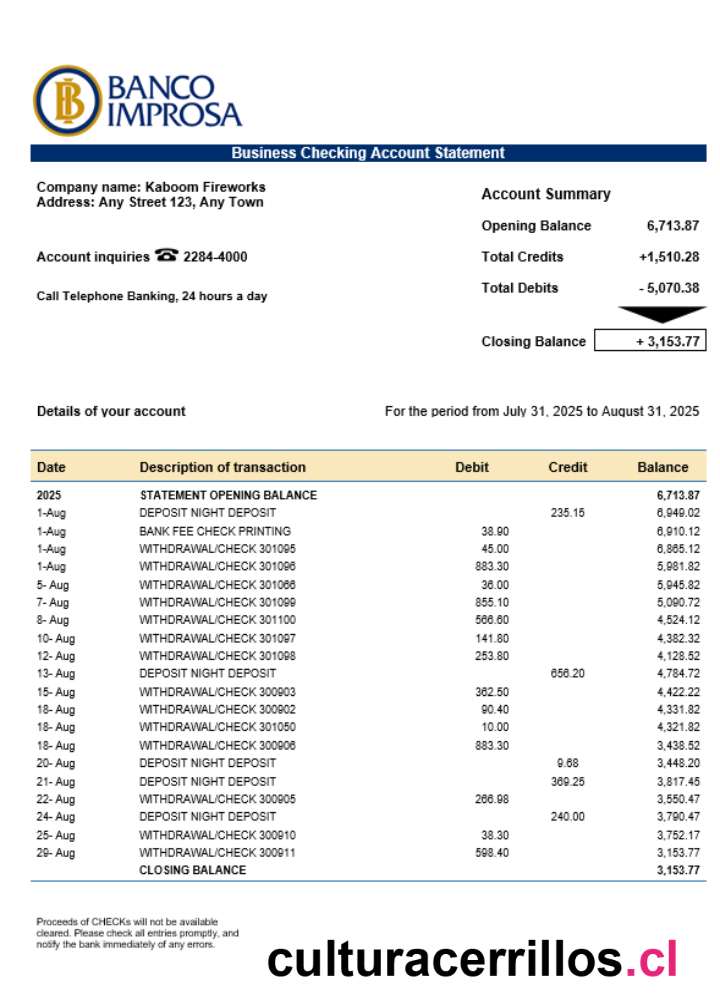 BANCO
IMPROSA
Business Checking Account Statement
Company name: Kaboom Fireworks
Address: Any Street 123, Any Town
Account Summary
Opening Balance 6,713.87
Account inquiries ☎ 2284-4000
Total Credits +1,510.28
Call Telephone Banking, 24 hours a day
Total Debits - 5,070.38
Closing Balance + 3,153.77
Details of your account For the period from July 31, 2025 to August 31, 2025
Date Description of transaction Debit Credit Balance
2025 STATEMENT OPENING BALANCE 6,713.87
1-Aug DEPOSIT NIGHT DEPOSIT 235.15 6,949.02
1-Aug BANK FEE CHECK PRINTING 38.90 6,910.12
1-Aug WITHDRAWAL/CHECK 301095 45.00 6,865.12
1-Aug WITHDRAWAL/CHECK 301096 883.30 5,981.82
5- Aug WITHDRAWAL/CHECK 301066 36.00 5,945.82
7- Aug WITHDRAWAL/CHECK 301099 855.10 5,090.72
8- Aug WITHDRAWAL/CHECK 301100 566.60 4,524.12
10- Aug WITHDRAWAL/CHECK 301097 141.80 4,382.32
12- Aug WITHDRAWAL/CHECK 301098 253.80 4,128.52
13- Aug DEPOSIT NIGHT DEPOSIT 656.20 4,784.72
15- Aug WITHDRAWAL/CHECK 300903 362.50 4,422.22
18- Aug WITHDRAWAL/CHECK 300902 90.40 4,331.82
18- Aug WITHDRAWAL/CHECK 301050 10.00 4,321.82
18- Aug WITHDRAWAL/CHECK 300906 883.30 3,438.52
20- Aug DEPOSIT NIGHT DEPOSIT 9.68 3,448.20
21- Aug DEPOSIT NIGHT DEPOSIT 369.25 3,817.45
22- Aug WITHDRAWAL/CHECK 300905 266.98 3,550.47
24- Aug DEPOSIT NIGHT DEPOSIT 240.00 3,790.47
25- Aug WITHDRAWAL/CHECK 300910 38.30 3,752.17
29- Aug WITHDRAWAL/CHECK 300911 598.40 3,153.77
CLOSING BALANCE 3,153.77
Proceeds of CHECKs will not be available
cleared. Please check all entries promptly, and
notify the bank immediately of any errors.
culturacerrillos.cl